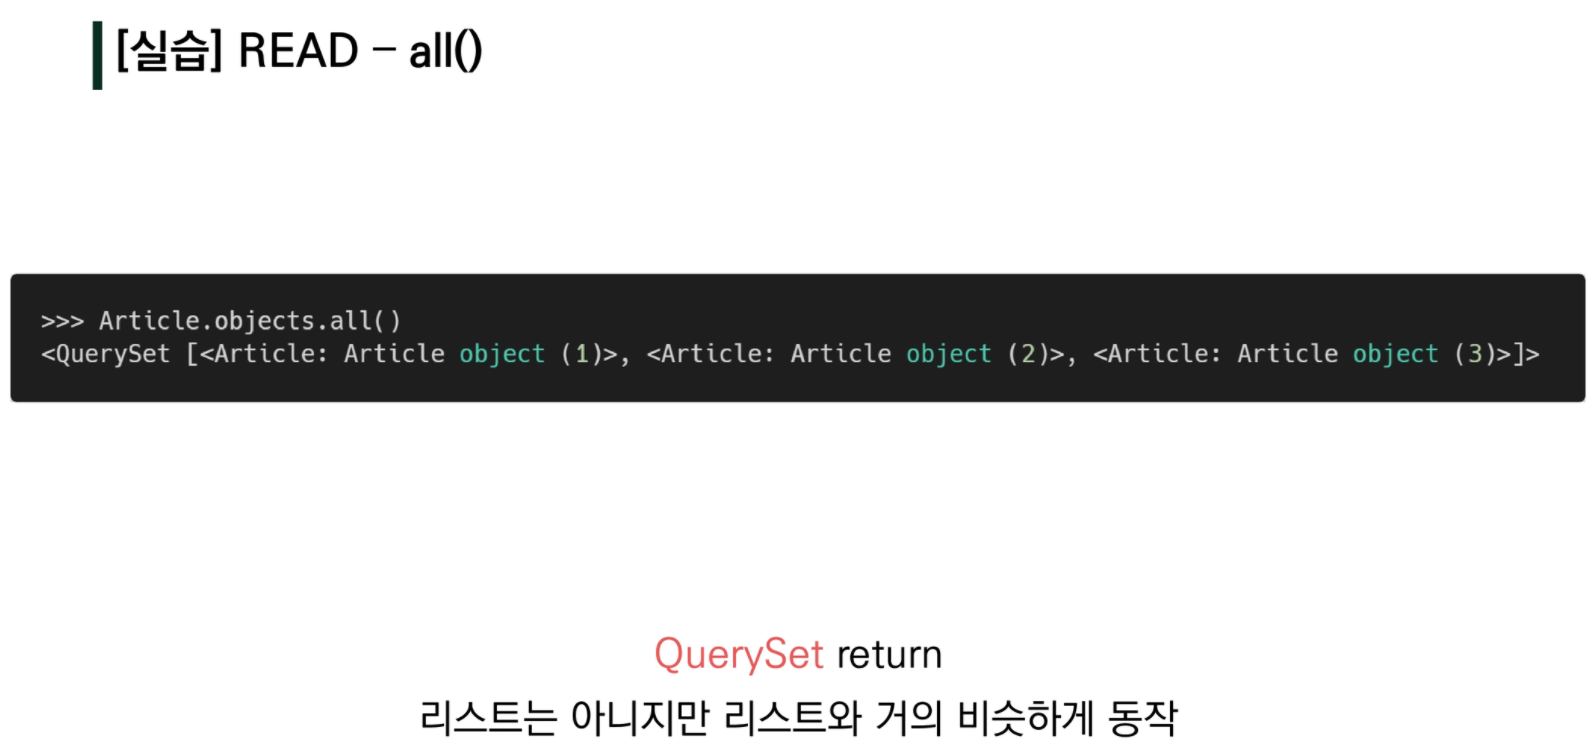 [실습] READ – all()
>>> Article.objects.all()
<QuerySet [<Article: Article object (1)>, <Article: Article object (2)>, <Article: Article object (3)>]>
QuerySet return
리스트는 아니지만 리스트와 거의 비슷하게 동작